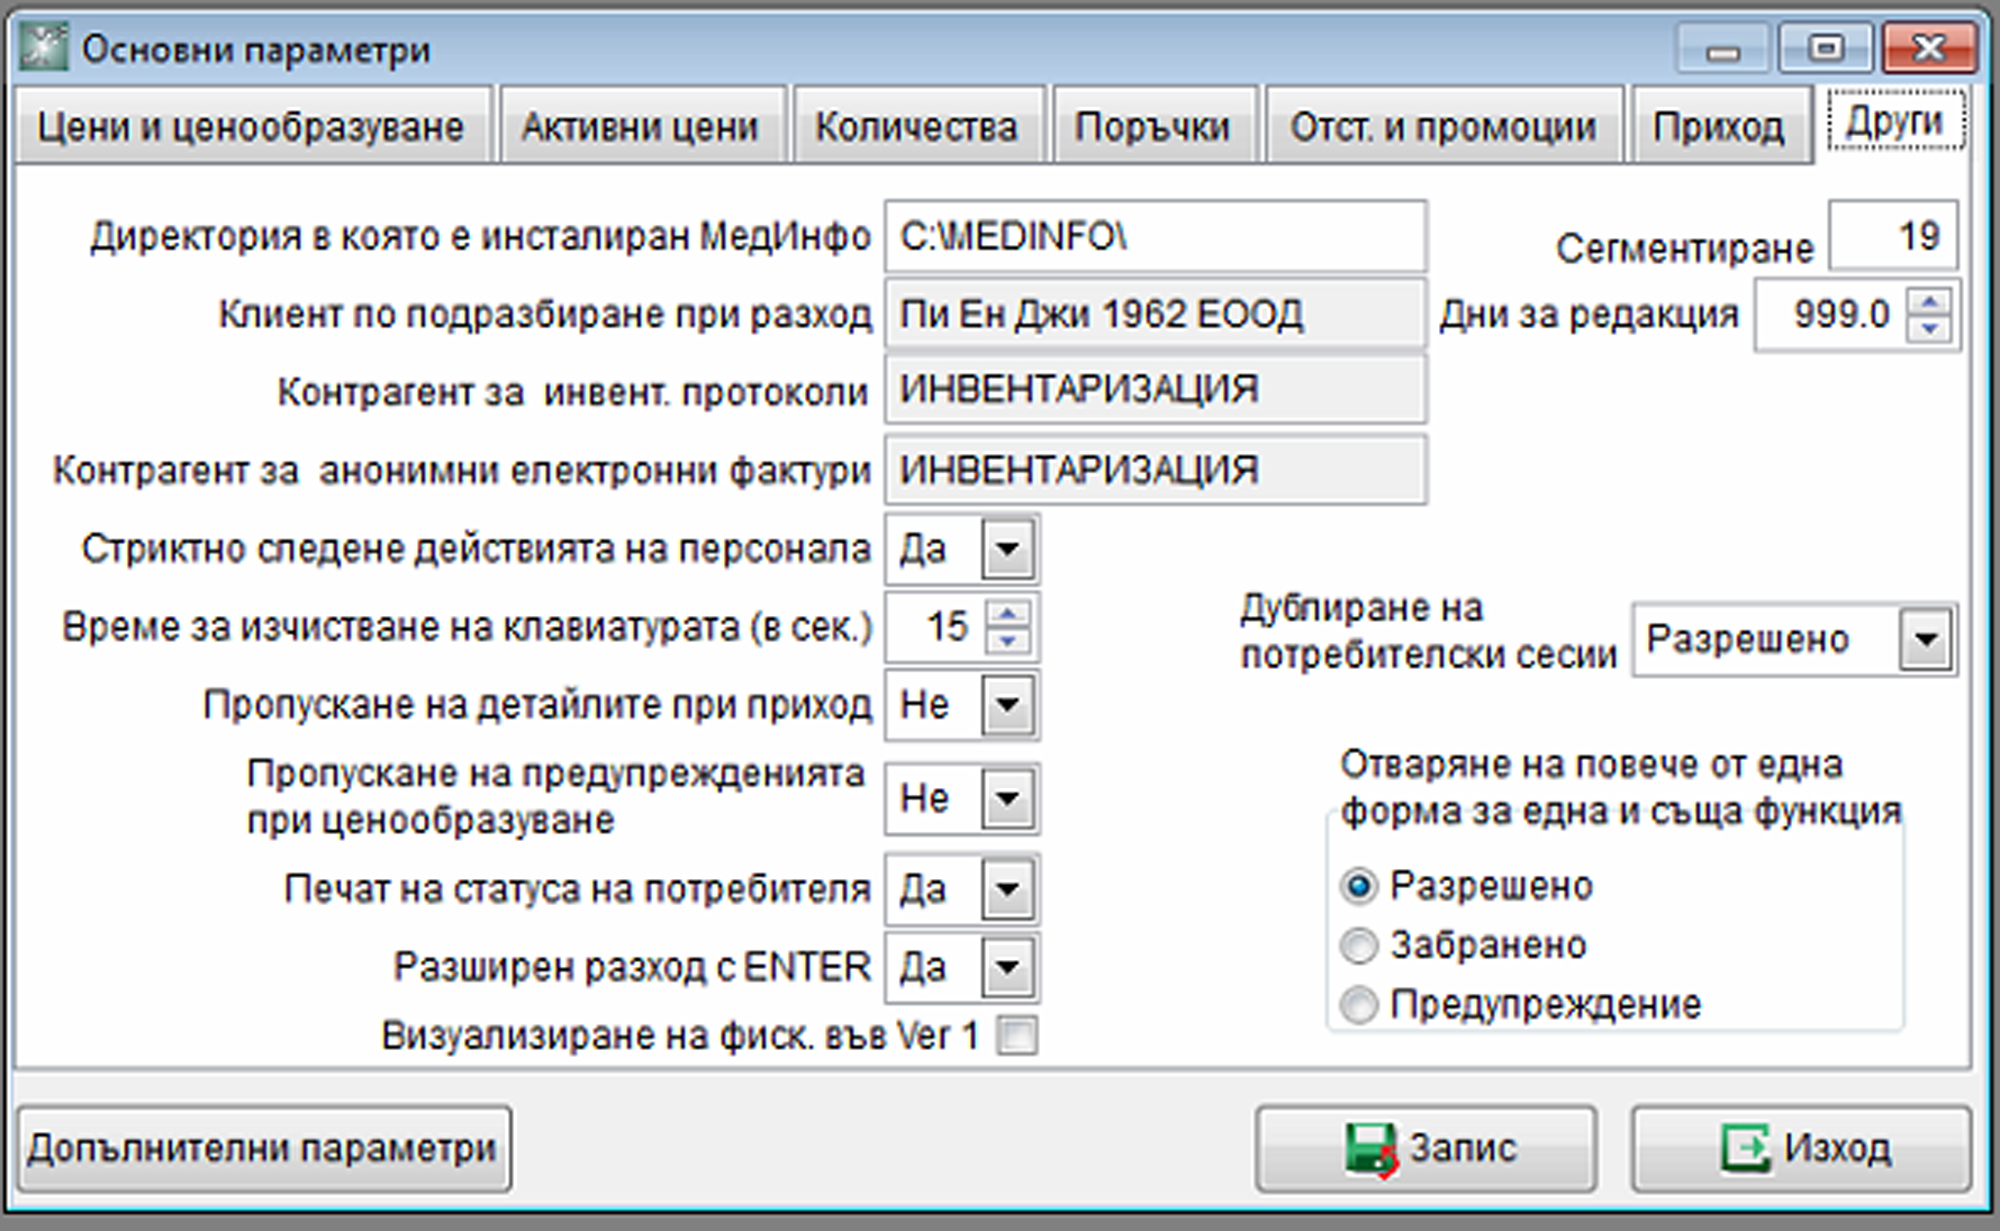 Основни параметри
Цени и ценообразуване Активни цени Количества Поръчки Отст. и промоции Приход Други
Директория в която е инсталиран МедИнфо C:\MEDINFO\ Сегментиране 19
Клиент по подразбиране при разход Пи Ен Джи 1962 ЕООД Дни за редакция 999.0
Контрагент за инвент. протоколи ИНВЕНТАРИЗАЦИЯ
Контрагент за анонимни електронни фактури ИНВЕНТАРИЗАЦИЯ
Стриктно следене действията на персонала Да
Време за изчистване на клавиатурата (в сек.) 15
Дублиране на
потребителски сесии Разрешено
Пропускане на детайлите при приход Не
Пропускане на предупрежденията
при ценообразуване Не
Печат на статуса на потребителя Да
Разширен разход с ENTER Да
Визуализиране на фиск. във Ver 1
Отваряне на повече от една
форма за една и съща функция
Разрешено
Забранено
Предупреждение
Допълнителни параметри Запис Изход